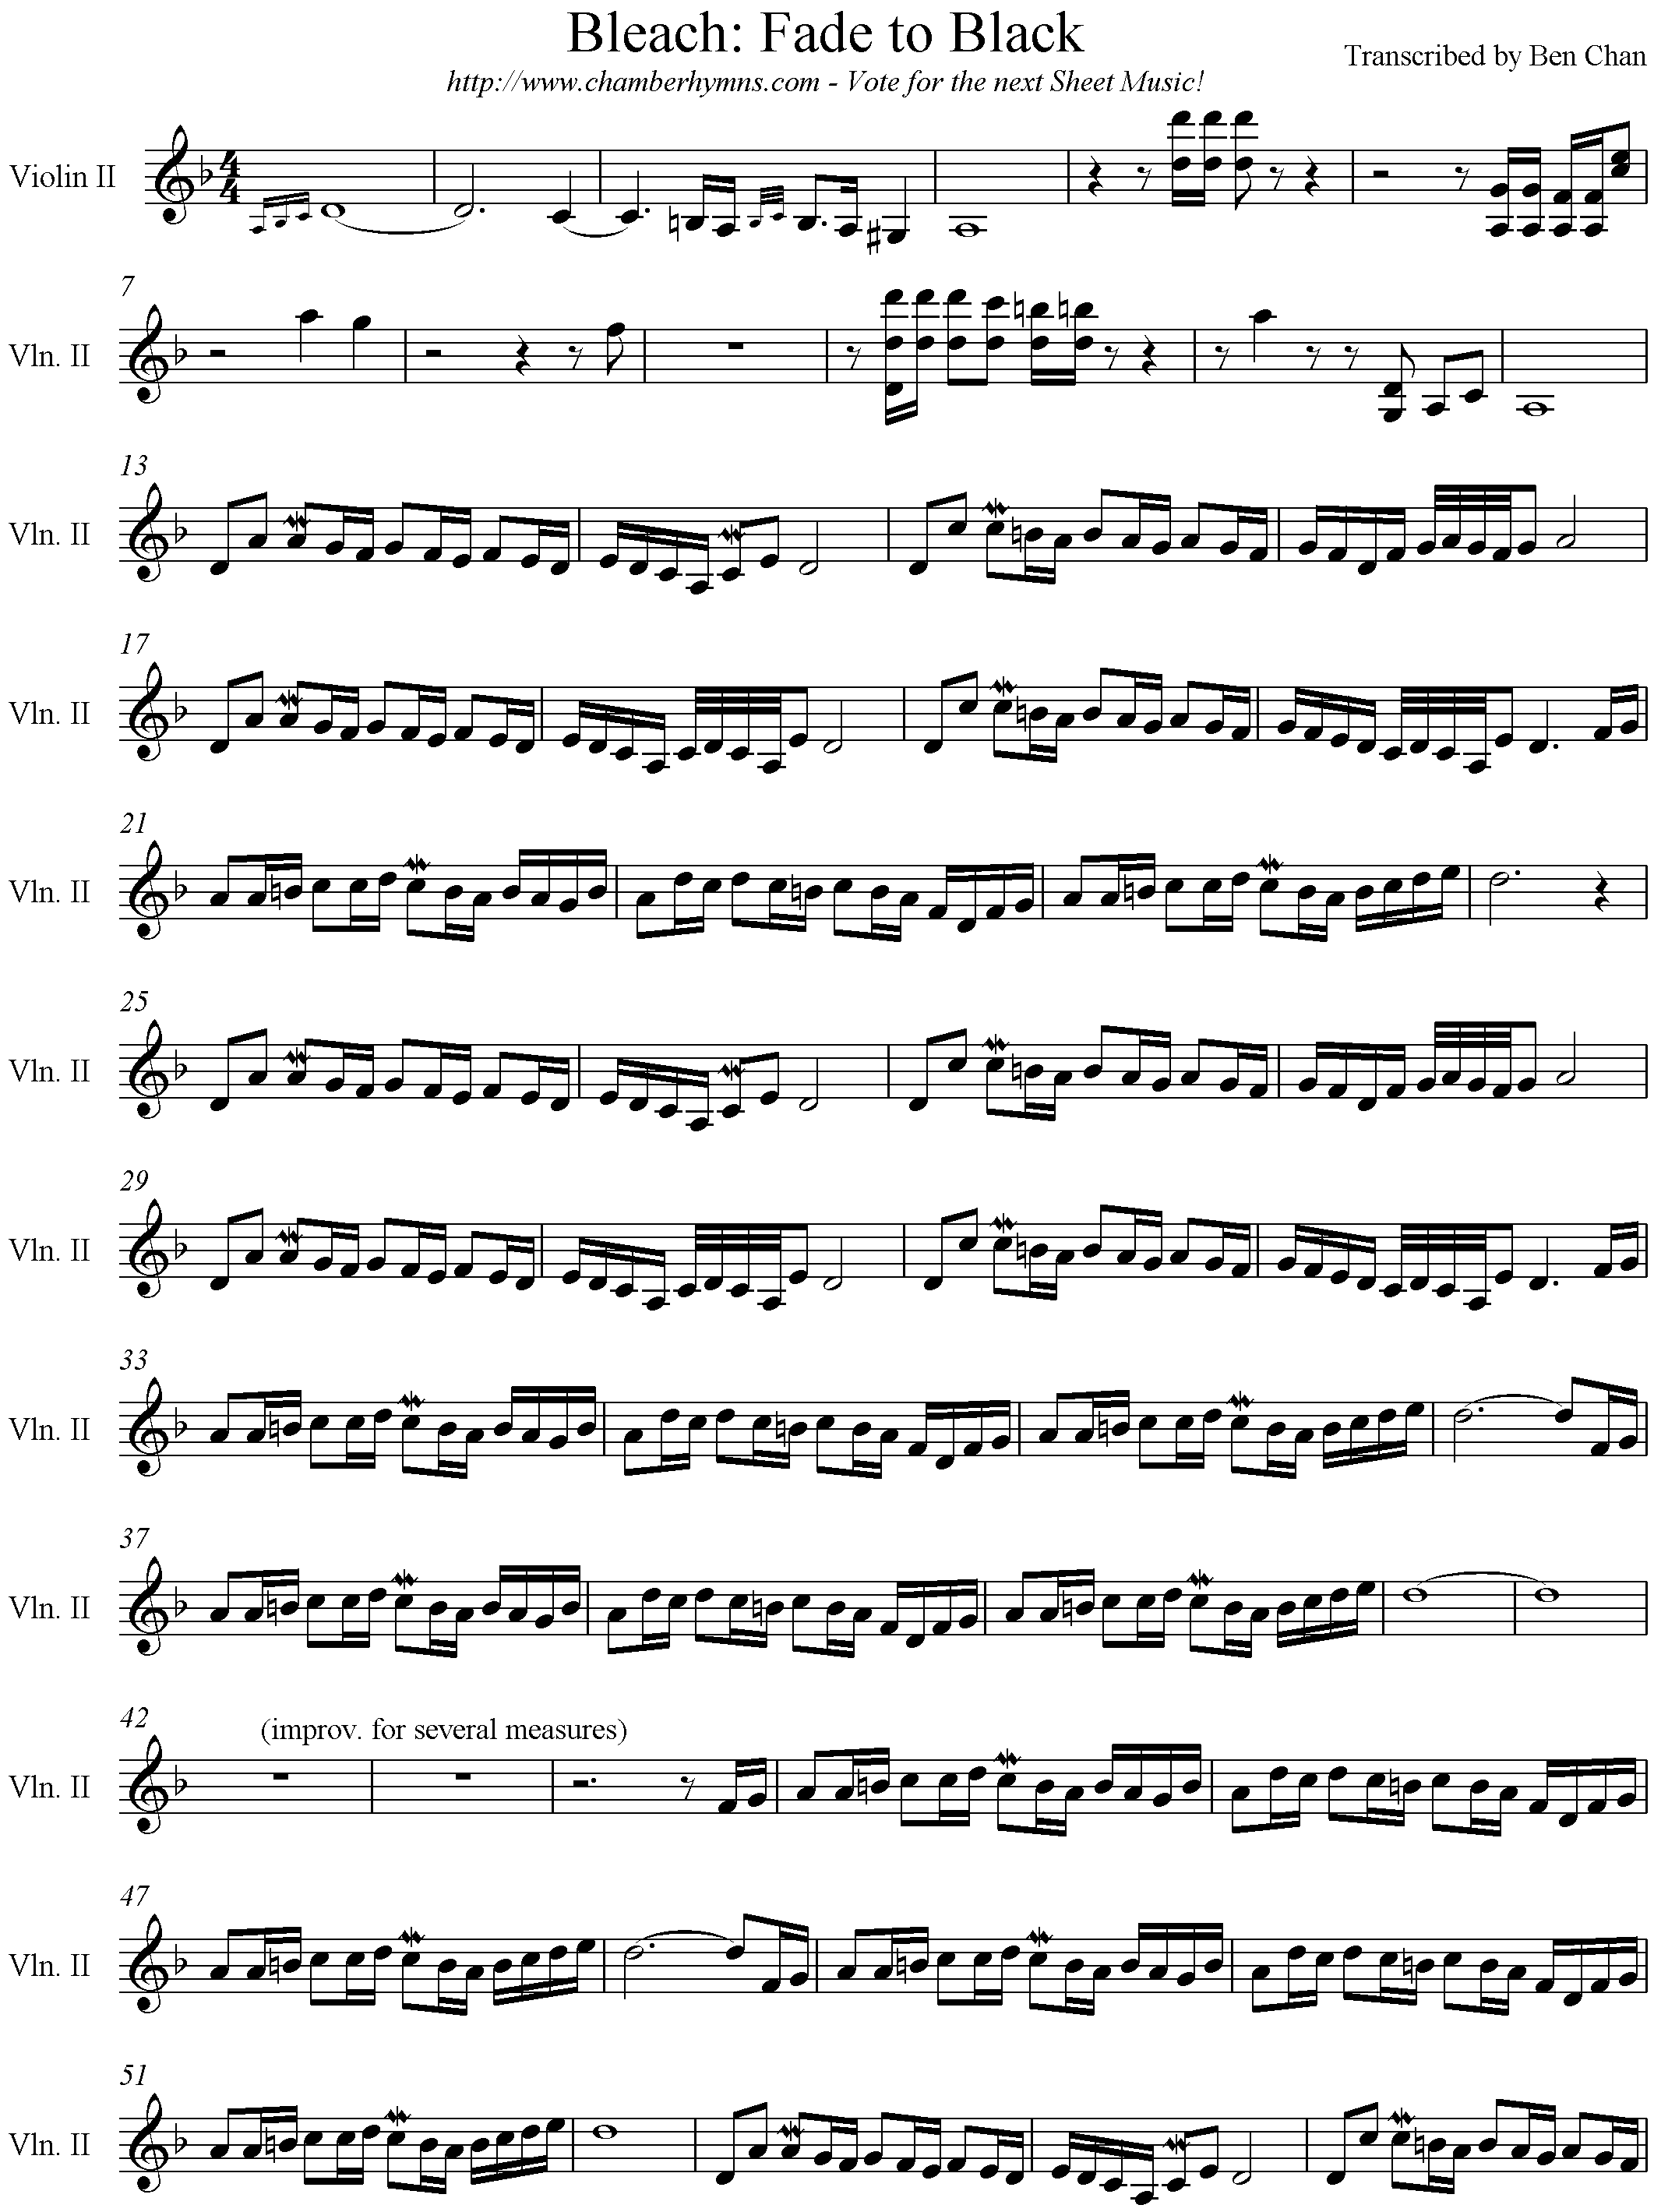 Bleach: Fade to Black
Transcribed by Ben Chan
http://www.chamberhymns.com - Vote for the next Sheet Music!
Violin II
4
4
7
Vln. II
13
Vln. II
17
Vln. II
21
Vln. II
25
Vln. II
29
Vln. II
33
Vln. II
37
Vln. II
42
(improv. for several measures)
Vln. II
47
Vln. II
51
Vln. II